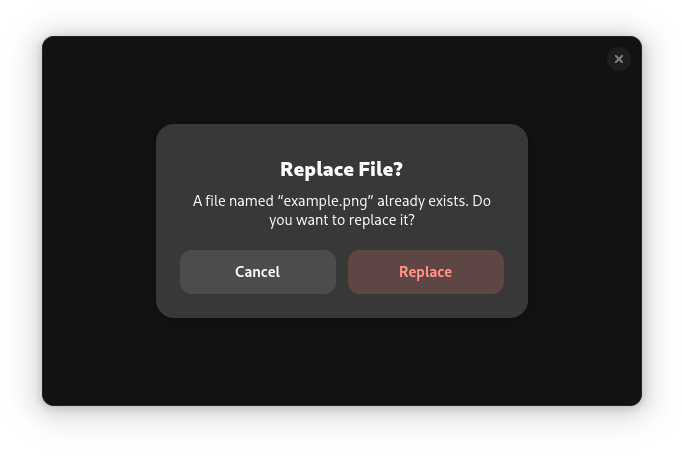 Replace File?
A file named “example.png” already exists. Do
you want to replace it?
Cancel
Replace